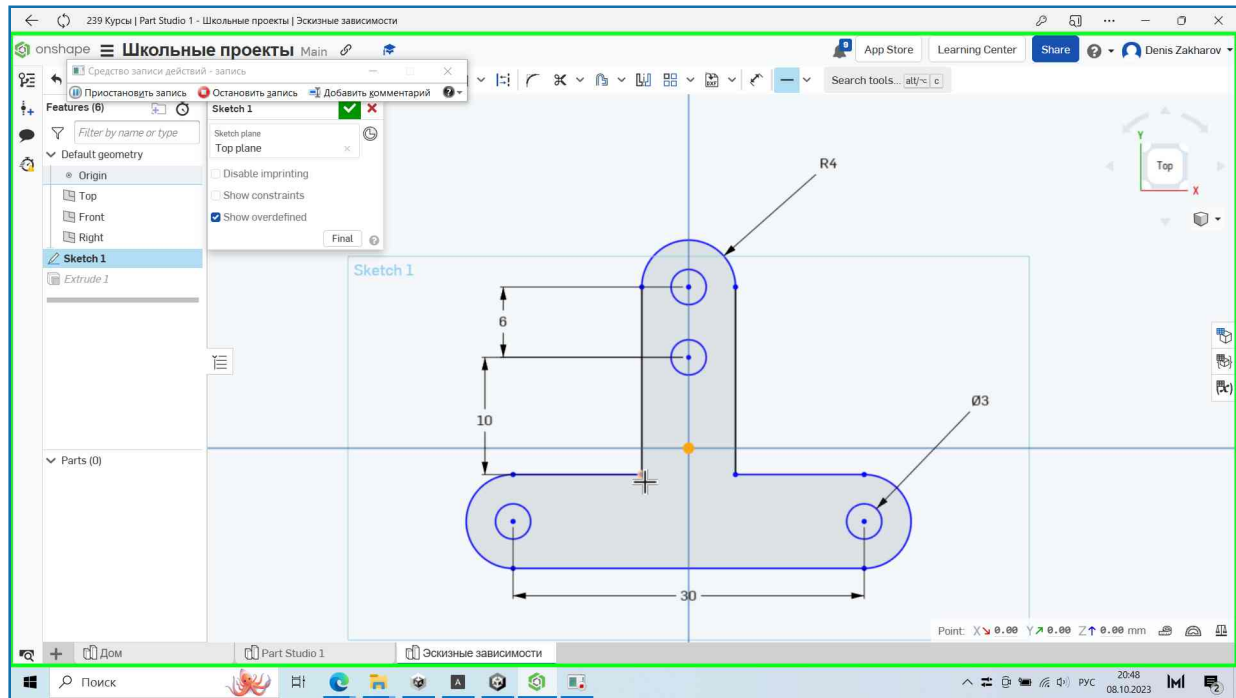 239 Курсы | Part Studio 1 - Школьные проекты | Эскизные зависимости
onshape Школьные проекты Main
App Store Learning Center Share Denis Zakharov
Средство записи действий - запись
Search tools... alt/⌥ c
Приостановить запись Остановить запись Добавить комментарий
Features (6)
Sketch 1
Filter by name or type
Sketch plane
Top plane
Default geometry
Origin
Disable imprinting
Top
Show constraints
Front
Show overdefined
Right
Final
Sketch 1
Extrude 1
Sketch 1
R4
Y
Top
X
6
10
Ø3
30
Parts (0)
Point: X 0.00 Y 0.00 Z 0.00 mm
Дом Part Studio 1 Эскизные зависимости
Поиск
РУС
20:48
08.10.2023
2